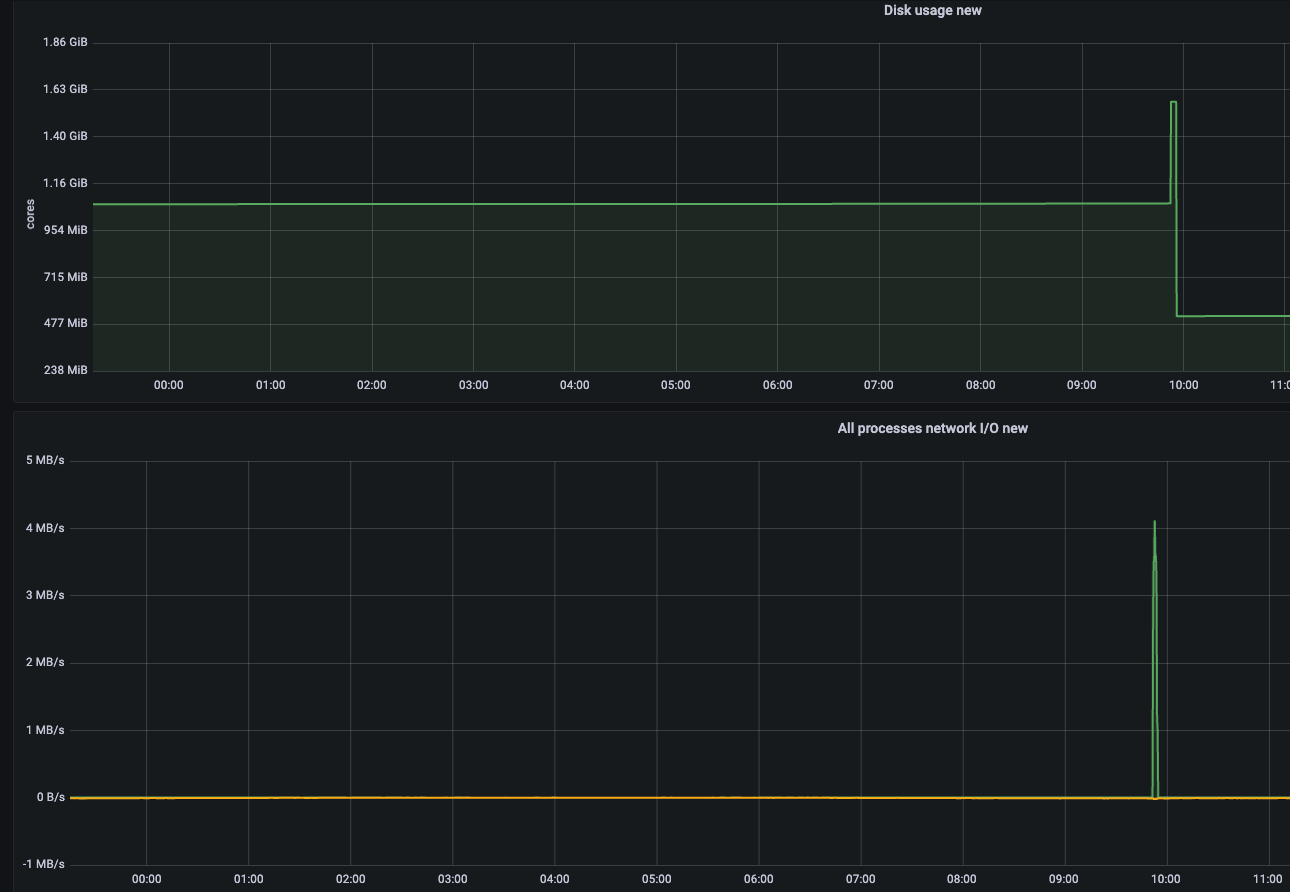 Disk usage new
1.86 GiB
1.63 GiB
1.40 GiB
1.16 GiB
954 MiB
715 MiB
477 MiB
238 MiB
cores
00:00 01:00 02:00 03:00 04:00 05:00 06:00 07:00 08:00 09:00 10:00 11:0
All processes network I/O new
5 MB/s
4 MB/s
3 MB/s
2 MB/s
1 MB/s
0 B/s
-1 MB/s
00:00 01:00 02:00 03:00 04:00 05:00 06:00 07:00 08:00 09:00 10:00 11:00